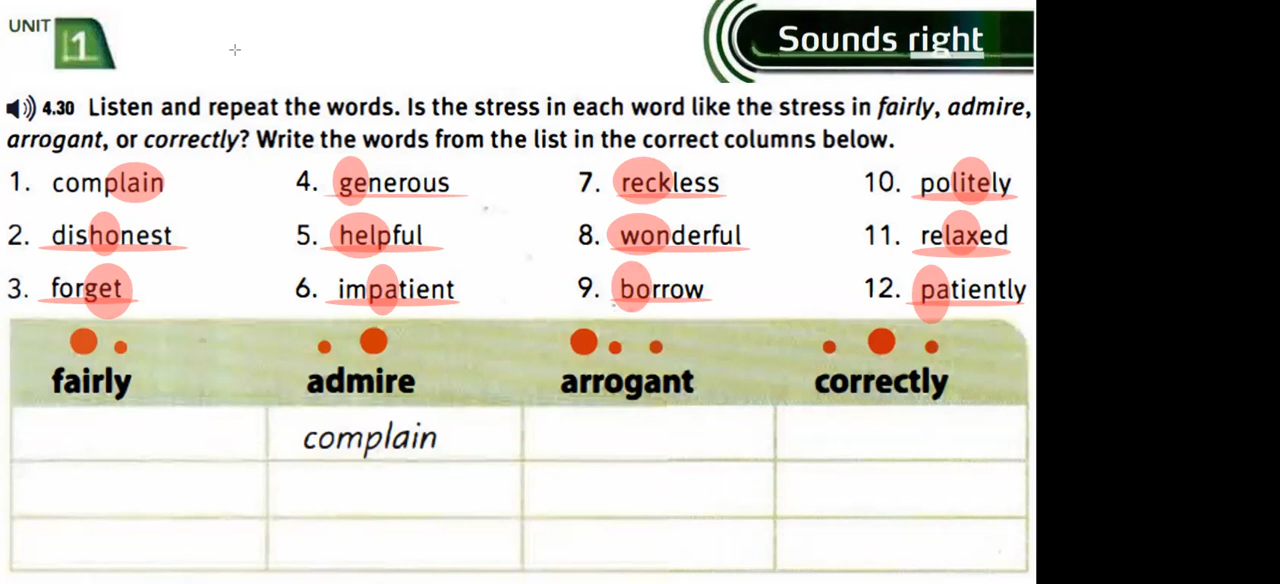 UNIT 1
Sounds right
4.30 Listen and repeat the words. Is the stress in each word like the stress in fairly, admire,
arrogant, or correctly? Write the words from the list in the correct columns below.
1. complain 4. generous 7. reckless 10. politely
2. dishonest 5. helpful 8. wonderful 11. relaxed
3. forget 6. impatient 9. borrow 12. patiently
fairly admire arrogant correctly
complain